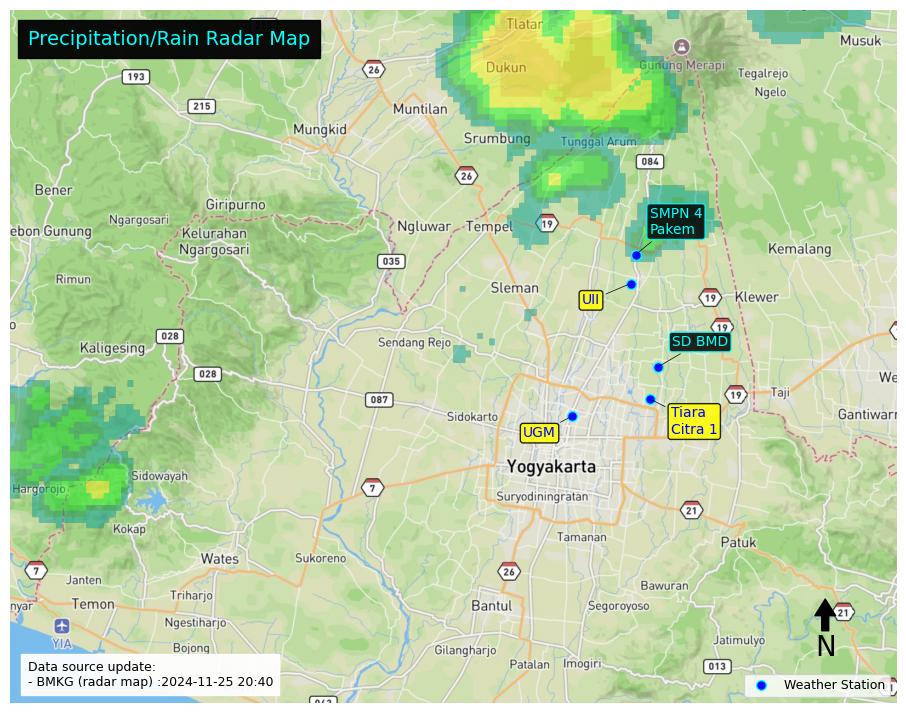 Precipitation/Rain Radar Map
Tlatar
Musuk
193
26
Dukun
Gunung Merapi
Tegalrejo
Ngelo
215
Muntilan
Mungkid
Srumbung
Tunggal Arum
084
26
Bener
Giripurno
Ngargosari
SMPN 4
Pakem
ebon Gunung
Kelurahan
Ngargosari
Ngluwar
Tempel
19
Kemalang
035
Rimun
Sleman
UII
19
Klewer
19
028
Kaligesing
Sendang Rejo
SD BMD
028
087
19
Taji
We
Sidokarto
Tiara
Citra 1
Gantiwarn
UGM
Yogyakarta
Hargorojo
Sidowayah
7
Suryodiningratan
21
Kokap
Tamanan
Patuk
Wates
Sukoreno
7
26
Janten
Bawuran
nyar
Temon
Triharjo
Bantul
Segoroyoso
21
Ngestiharjo
YIA
Bojong
Gilangharjo
Jatimulyo
N
Patalan
Imogiri
013
Data source update:
- BMKG (radar map) :2024-11-25 20:40
Weather Station